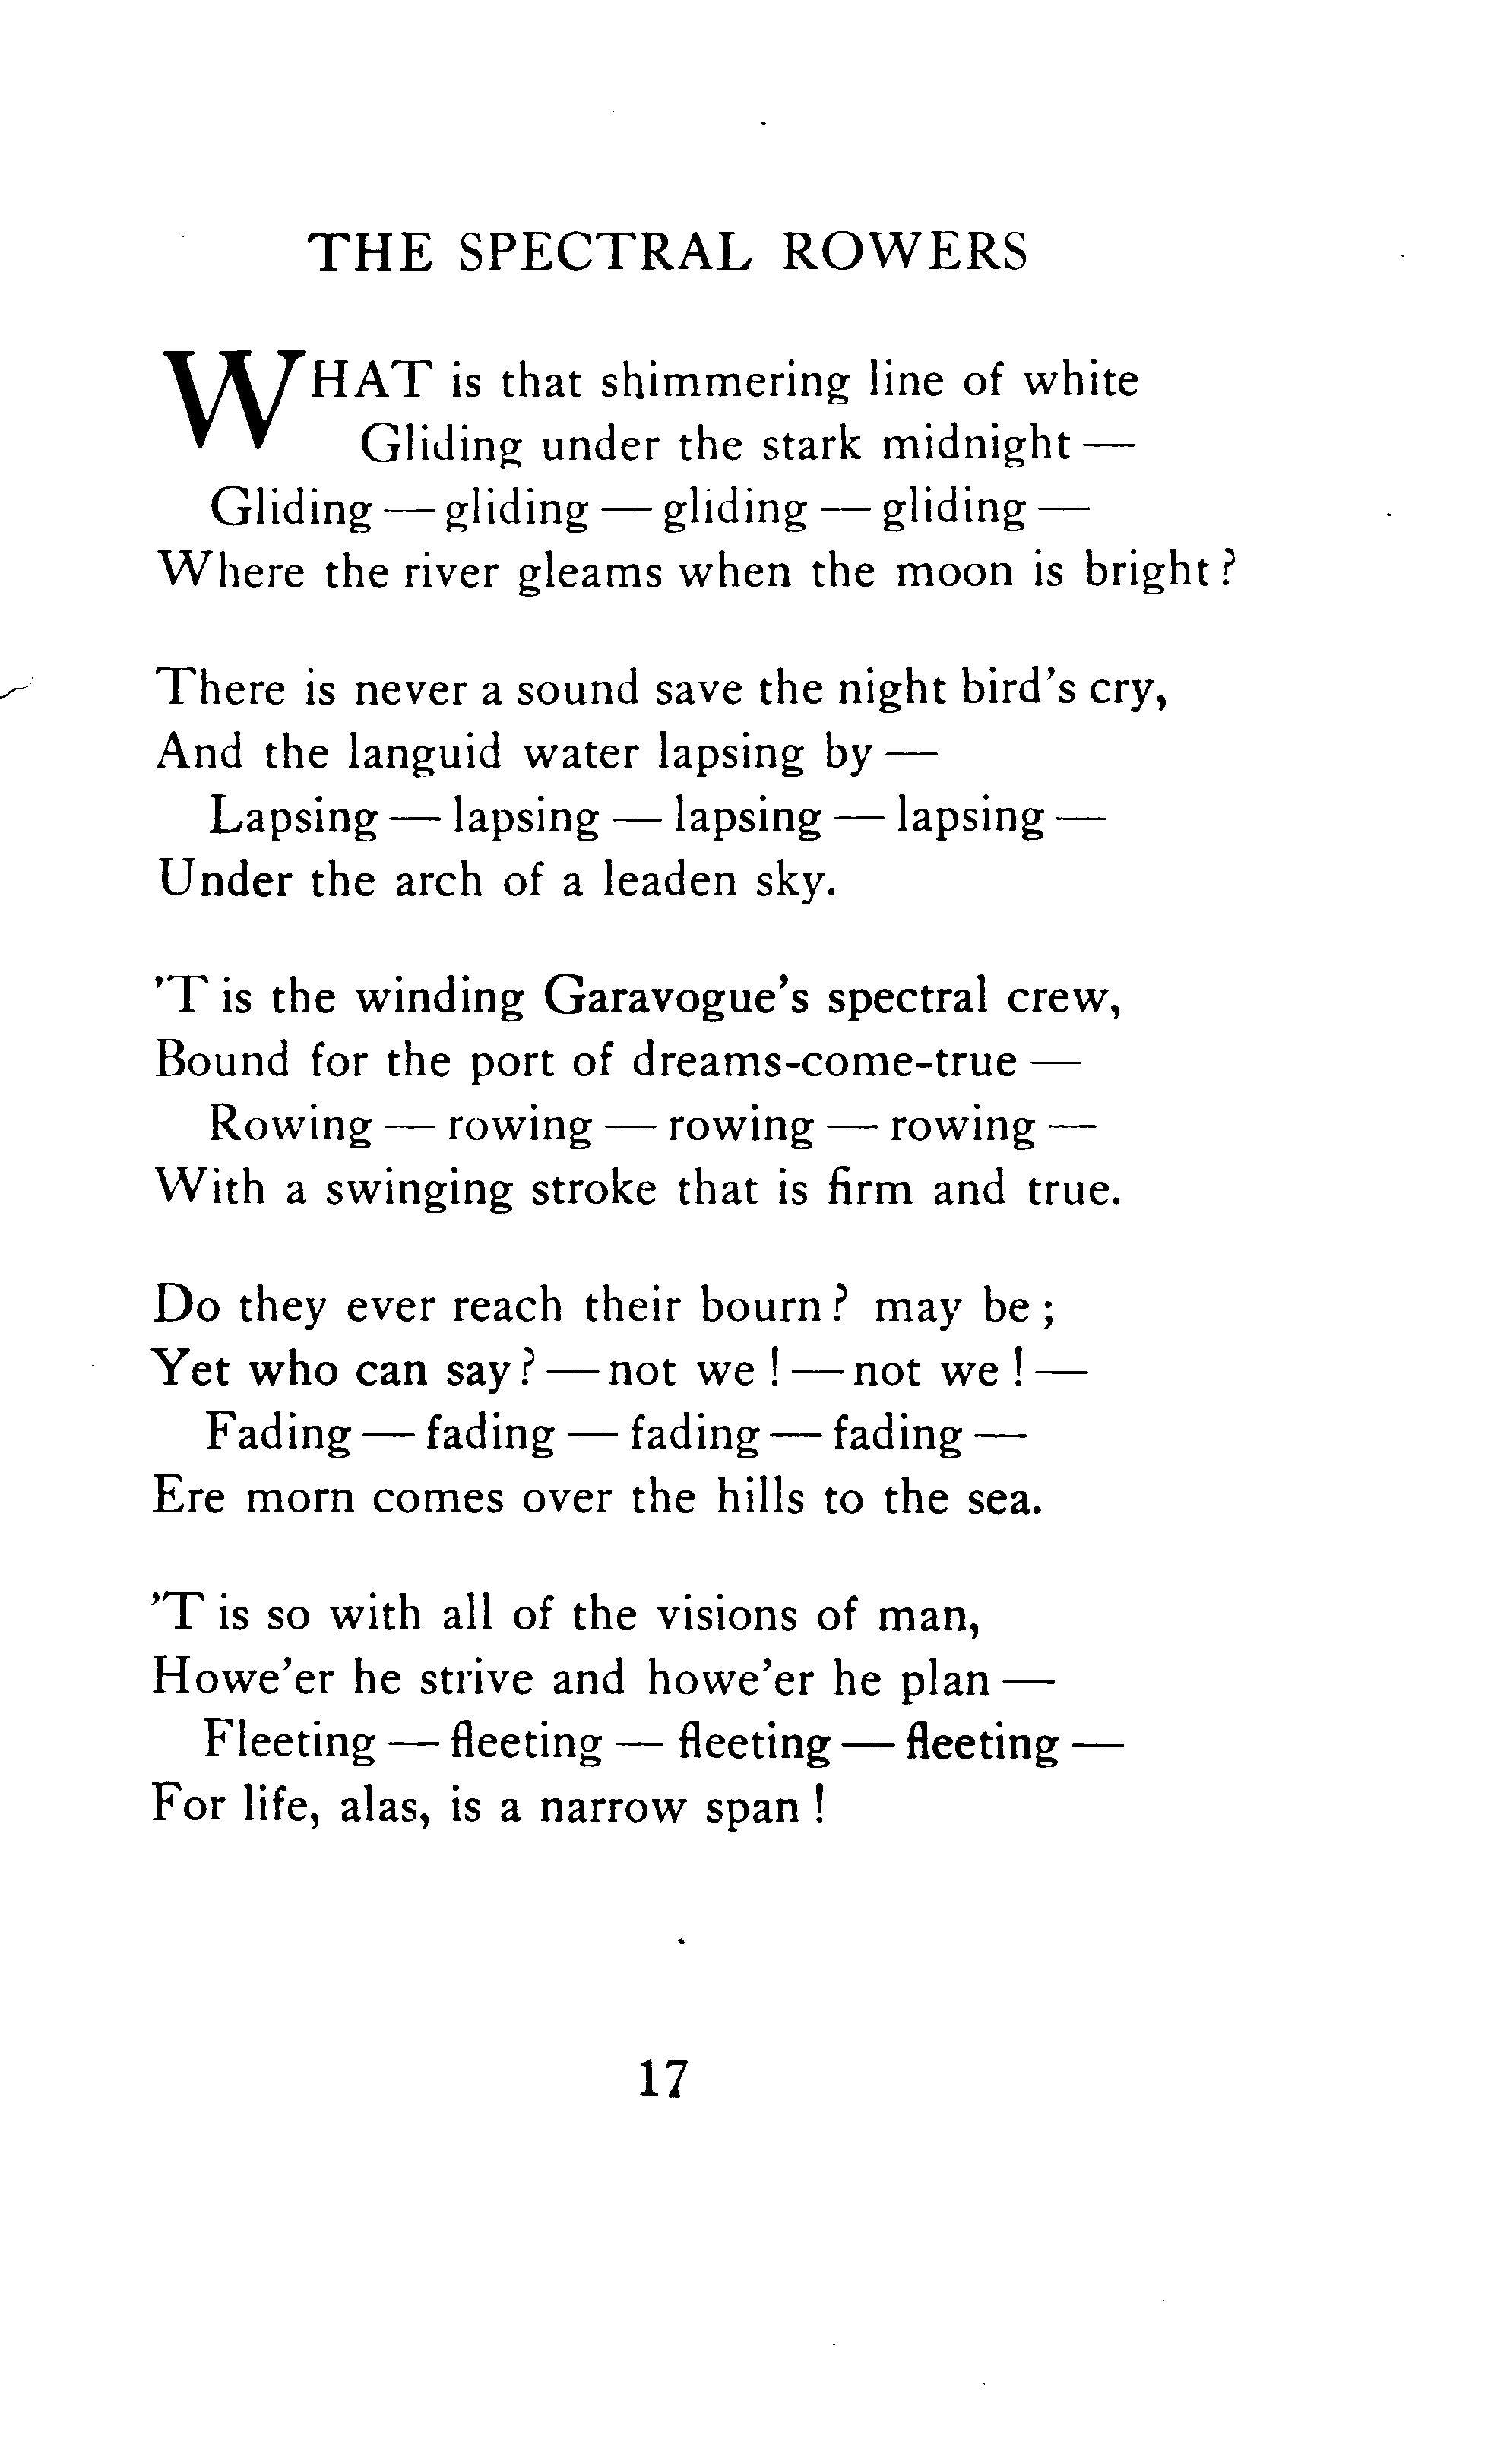 THE SPECTRAL ROWERS
WHAT is that shimmering line of white
Gliding under the stark midnight —
Gliding — gliding — gliding — gliding —
Where the river gleams when the moon is bright?
There is never a sound save the night bird's cry,
And the languid water lapsing by —
Lapsing — lapsing — lapsing — lapsing —
Under the arch of a leaden sky.
'T is the winding Garavogue's spectral crew,
Bound for the port of dreams-come-true —
Rowing — rowing — rowing — rowing —
With a swinging stroke that is firm and true.
Do they ever reach their bourn? may be;
Yet who can say? — not we! — not we! —
Fading — fading — fading — fading —
Ere morn comes over the hills to the sea.
'T is so with all of the visions of man,
Howe'er he strive and howe'er he plan —
Fleeting — fleeting — fleeting — fleeting —
For life, alas, is a narrow span!
17